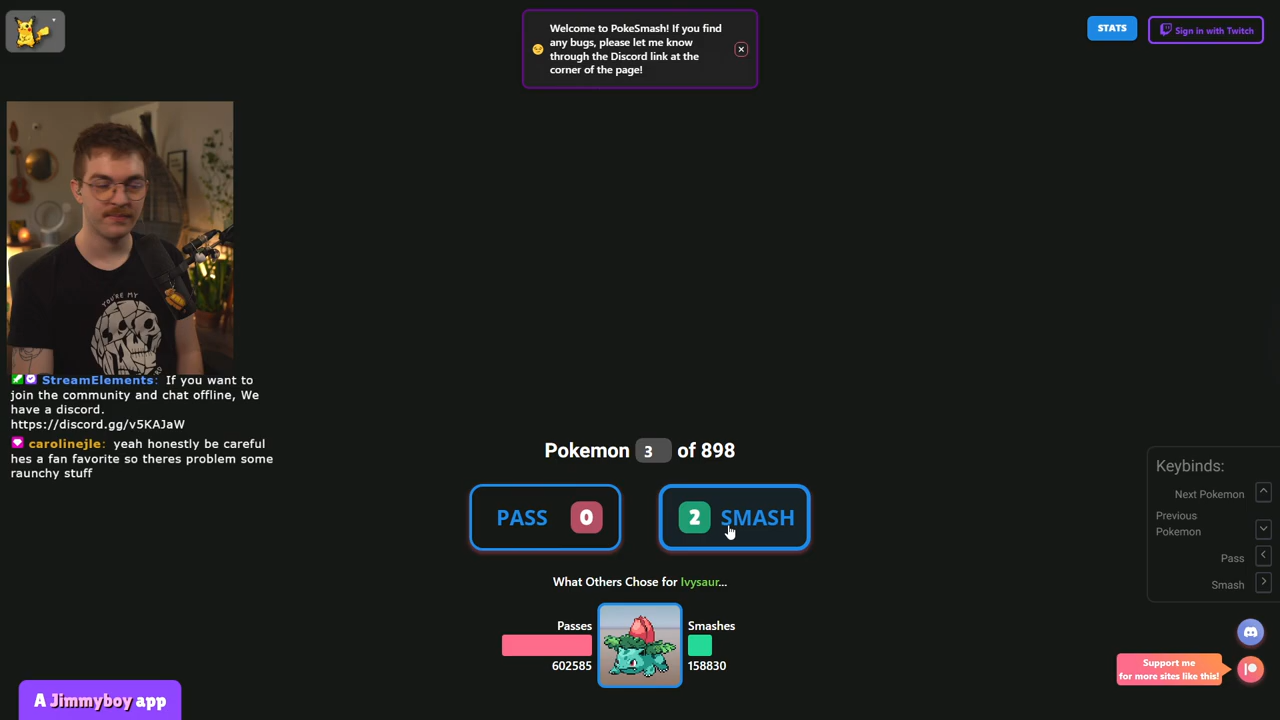 Welcome to PokeSmash! If you find
any bugs, please let me know
through the Discord link at the
corner of the page!
STATS
Sign in with Twitch
YOU'RE MY
StreamElements: If you want to
join the community and chat offline, We
have a discord.
https://discord.gg/v5KAJaW
carolinejle: yeah honestly be careful
hes a fan favorite so theres problem some
raunchy stuff
Pokemon 3 of 898
PASS 0
2 SMASH
What Others Chose for Ivysaur...
Passes
602585
Smashes
158830
Keybinds:
Next Pokemon
Previous
Pokemon
Pass
Smash
Support me
for more sites like this!
A Jimmyboy app